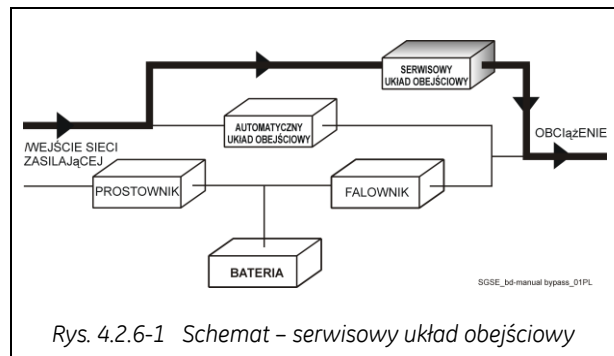 SERWISOWY
UKłAD OBEJŚCIOWY
AUTOMATYCZNY
UKłAD OBEJŚCIOWY
OBCIążENIE
/WEJŚCIE SIECI
ZASILAJąCEJ
PROSTOWNIK
FALOWNIK
BATERIA
SGSE_bd-manual bypass_01PL
Rys. 4.2.6-1 Schemat – serwisowy układ obejściowy